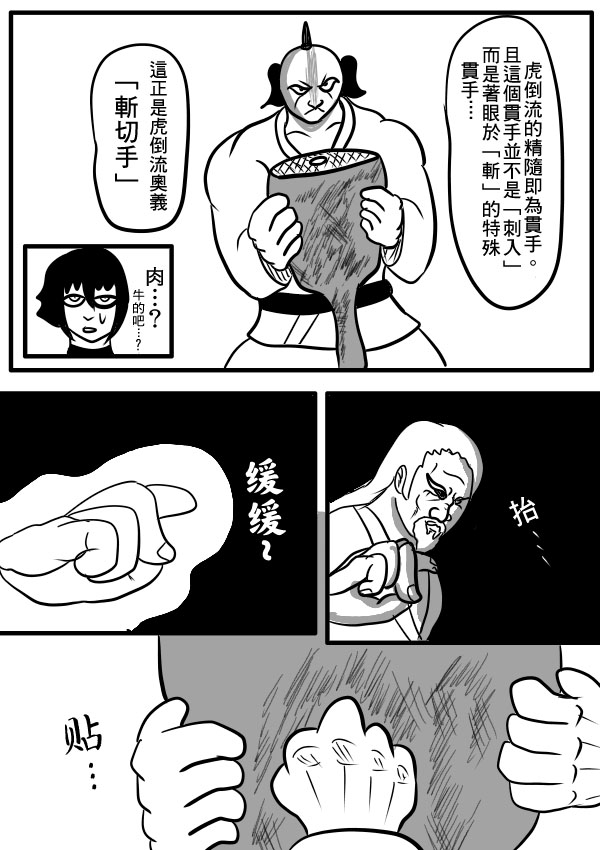 虎倒流的精隨即為貫手。
且這個貫手並不是「刺入」
而是著眼於「斬」的特殊
貫手‥‥
這正是虎倒流奧義
「斬切手」
肉…?
牛的吧…?
抬……
缓缓~
贴…